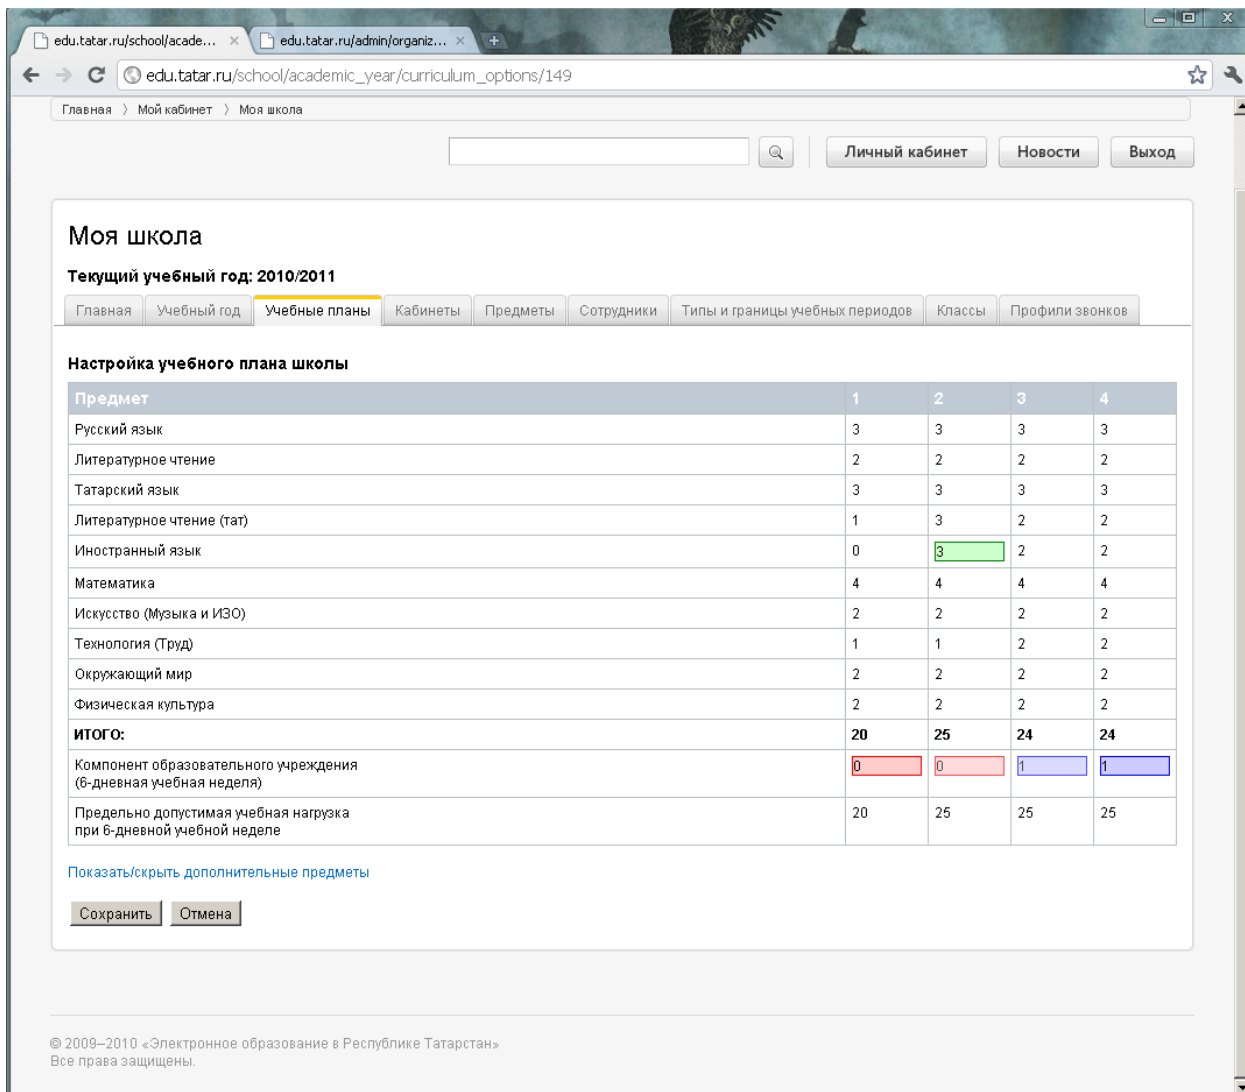 edu.tatar.ru/school/acade...
edu.tatar.ru/admin/organiz...
edu.tatar.ru/school/academic_year/curriculum_options/149
Главная 〉 Мой кабинет 〉 Моя школа
Личный кабинет Новости Выход
Моя школа
Текущий учебный год: 2010/2011
Главная Учебный год Учебные планы Кабинеты Предметы Сотрудники Типы и границы учебных периодов Классы Профили звонков
Настройка учебного плана школы
Предмет 1 2 3 4
Русский язык 3 3 3 3
Литературное чтение 2 2 2 2
Татарский язык 3 3 3 3
Литературное чтение (тат) 1 3 2 2
Иностранный язык 0 3 2 2
Математика 4 4 4 4
Искусство (Музыка и ИЗО) 2 2 2 2
Технология (Труд) 1 1 2 2
Окружающий мир 2 2 2 2
Физическая культура 2 2 2 2
ИТОГО: 20 25 24 24
Компонент образовательного учреждения 0 0 1 1
(6-дневная учебная неделя)
Предельно допустимая учебная нагрузка 20 25 25 25
при 6-дневной учебной неделе
Показать/скрыть дополнительные предметы
Сохранить Отмена
© 2009–2010 «Электронное образование в Республике Татарстан»
Все права защищены.